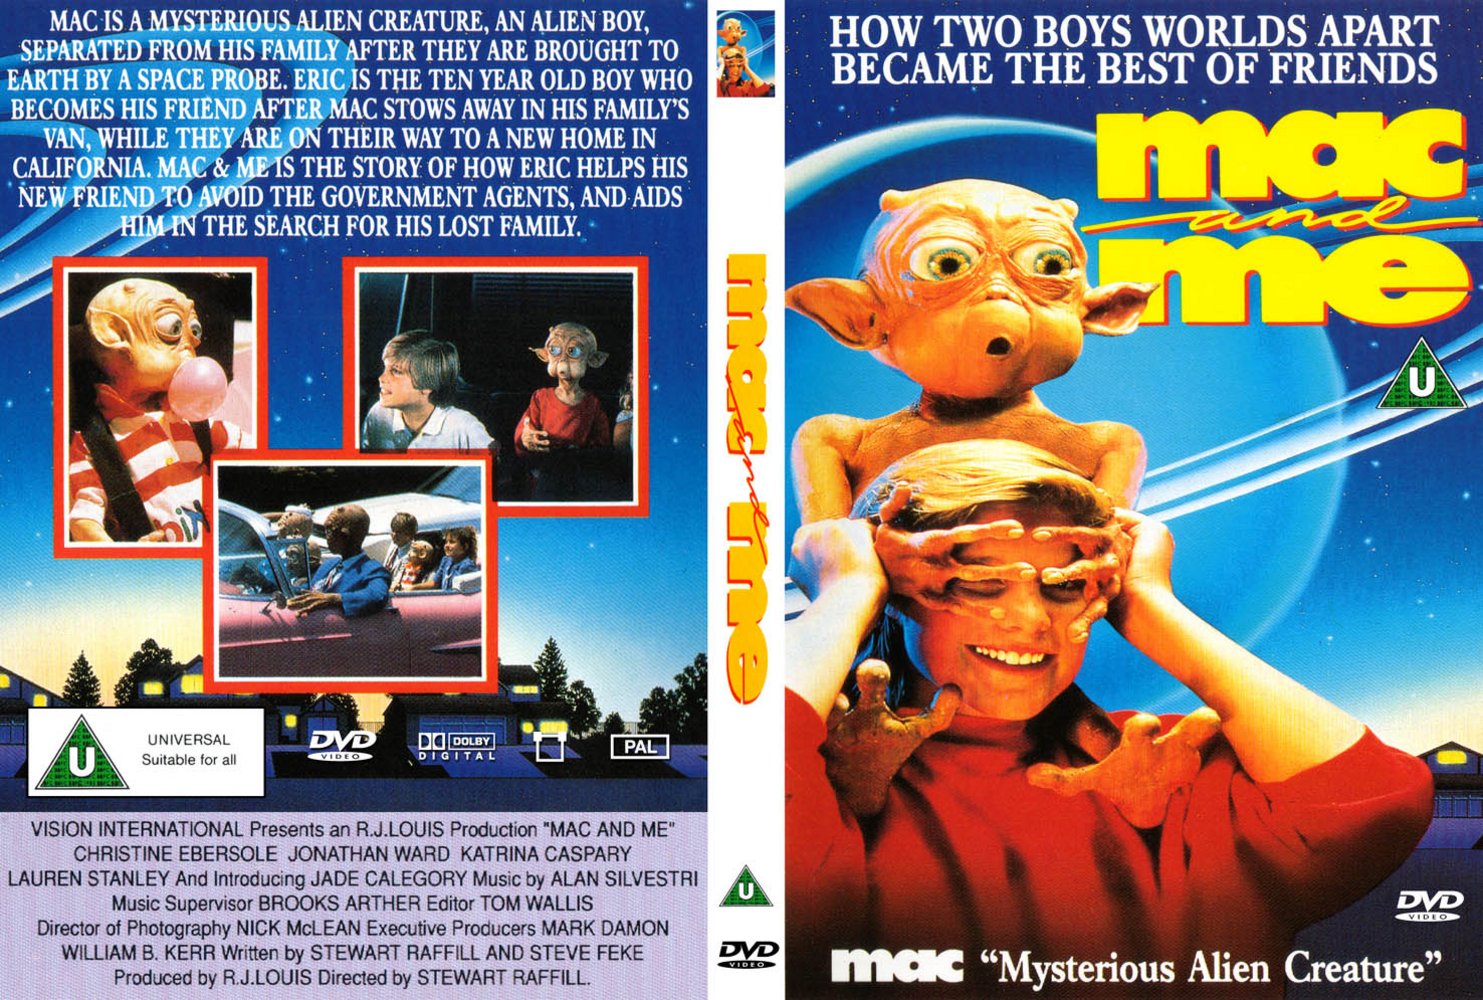 MAC IS A MYSTERIOUS ALIEN CREATURE, AN ALIEN BOY,
SEPARATED FROM HIS FAMILY AFTER THEY ARE BROUGHT TO
EARTH BY A SPACE PROBE. ERIC IS THE TEN YEAR OLD BOY WHO
BECOMES HIS FRIEND AFTER MAC STOWS AWAY IN HIS FAMILY'S
VAN, WHILE THEY ARE ON THEIR WAY TO A NEW HOME IN
CALIFORNIA. MAC & ME IS THE STORY OF HOW ERIC HELPS HIS
NEW FRIEND TO AVOID THE GOVERNMENT AGENTS, AND AIDS
HIM IN THE SEARCH FOR HIS LOST FAMILY.
U
UNIVERSAL
Suitable for all
DVD
VIDEO
DOLBY
DIGITAL
PAL
VISION INTERNATIONAL Presents an R.J.LOUIS Production "MAC AND ME"
CHRISTINE EBERSOLE JONATHAN WARD KATRINA CASPARY
LAUREN STANLEY And Introducing JADE CALEGORY Music by ALAN SILVESTRI
Music Supervisor BROOKS ARTHER Editor TOM WALLIS
Director of Photography NICK McLEAN Executive Producers MARK DAMON
WILLIAM B. KERR Written by STEWART RAFFILL AND STEVE FEKE
Produced by R.J.LOUIS Directed by STEWART RAFFILL.
mac
and
me
U
DVD
VIDEO
HOW TWO BOYS WORLDS APART
BECAME THE BEST OF FRIENDS
mac
and
me
U
DVD
VIDEO
mac "Mysterious Alien Creature"